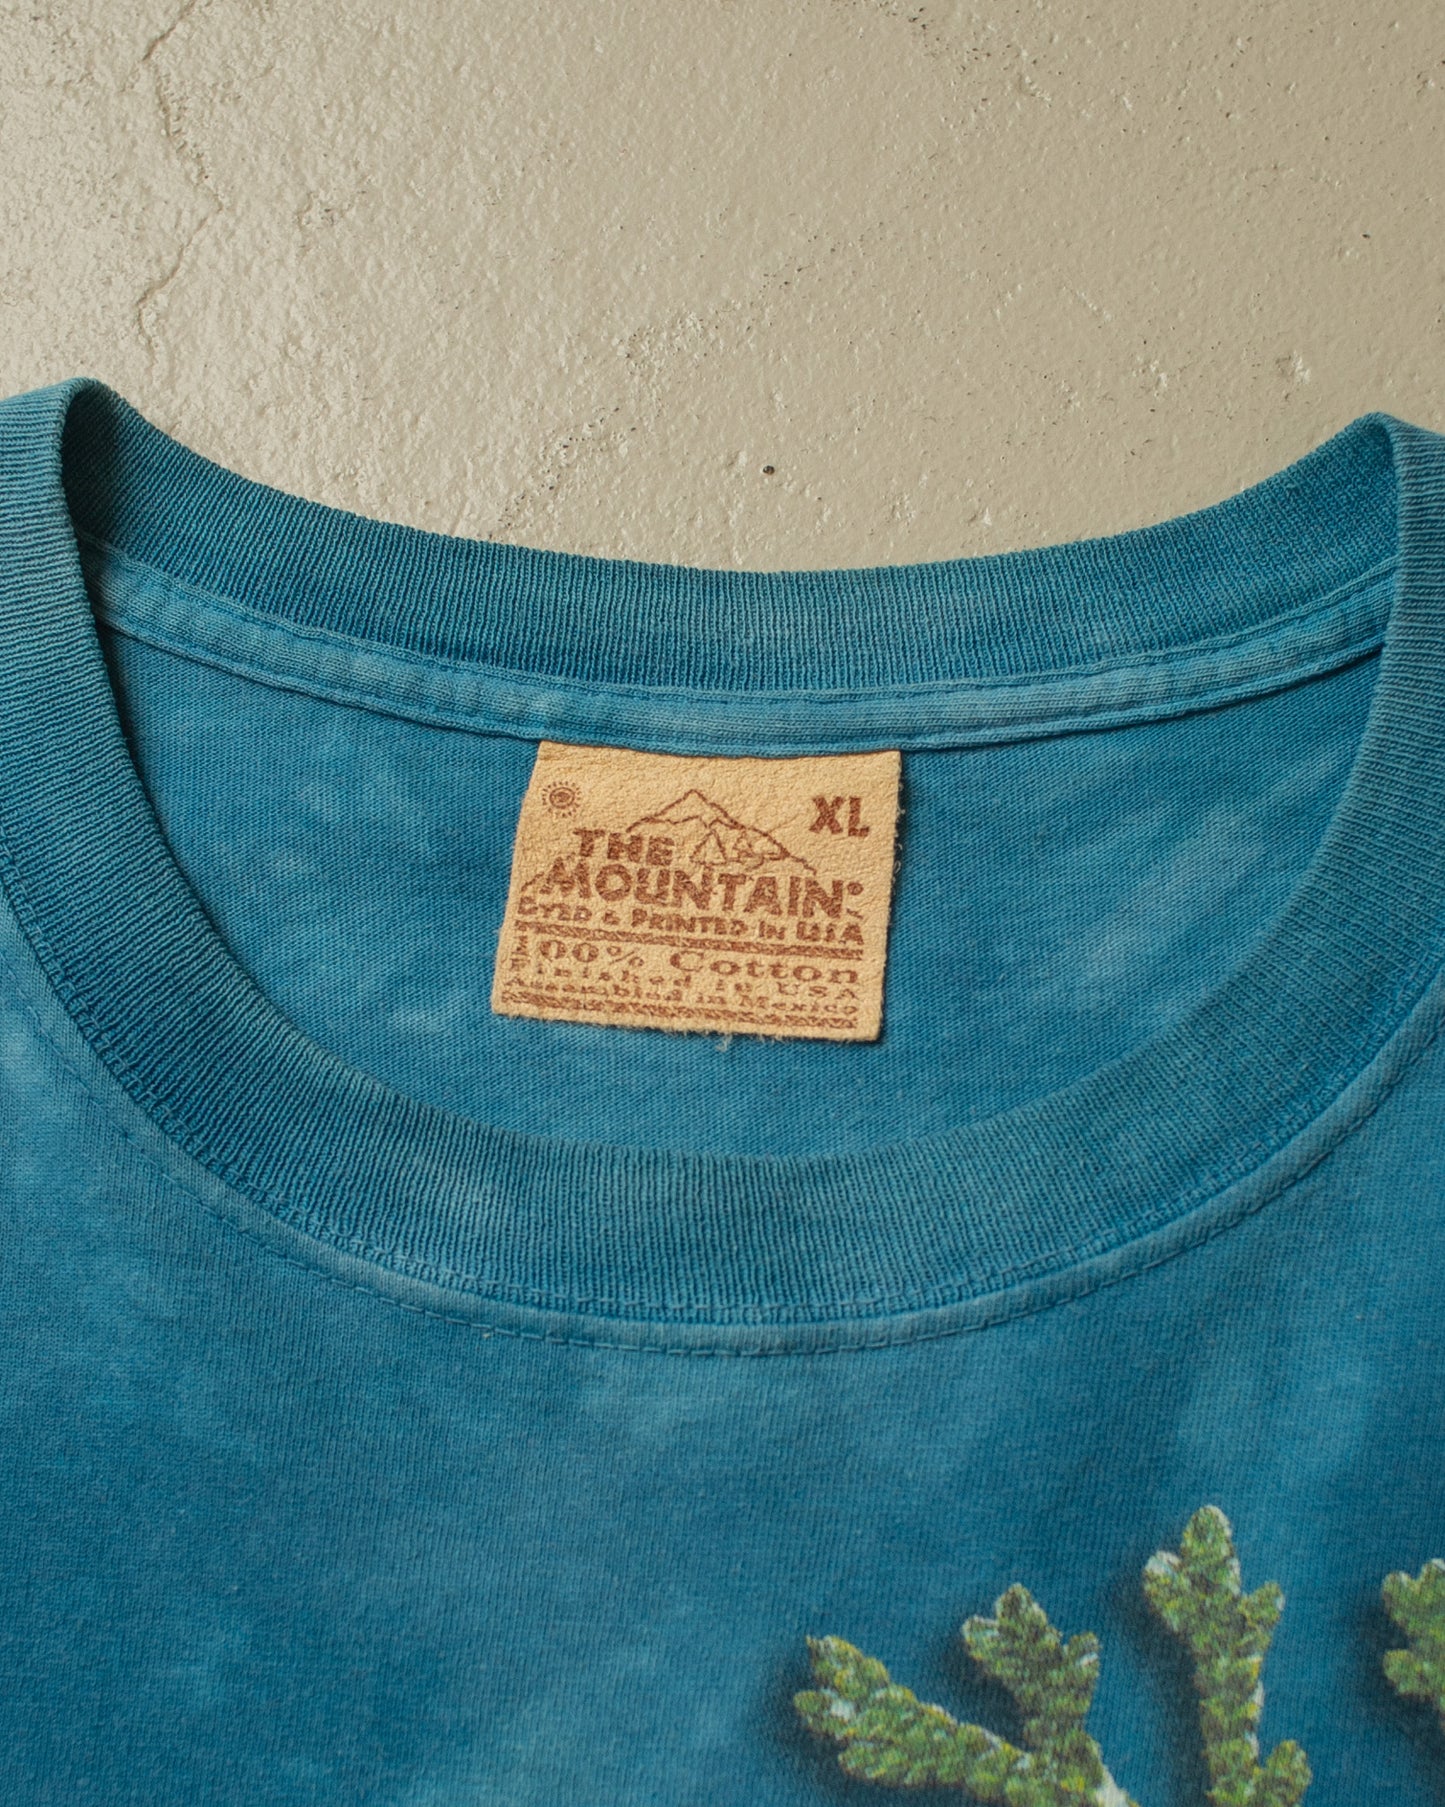 XL
THE
MOUNTAIN®
DYED & PRINTED IN USA
100% Cotton
Finished in USA
Assembled in Mexico